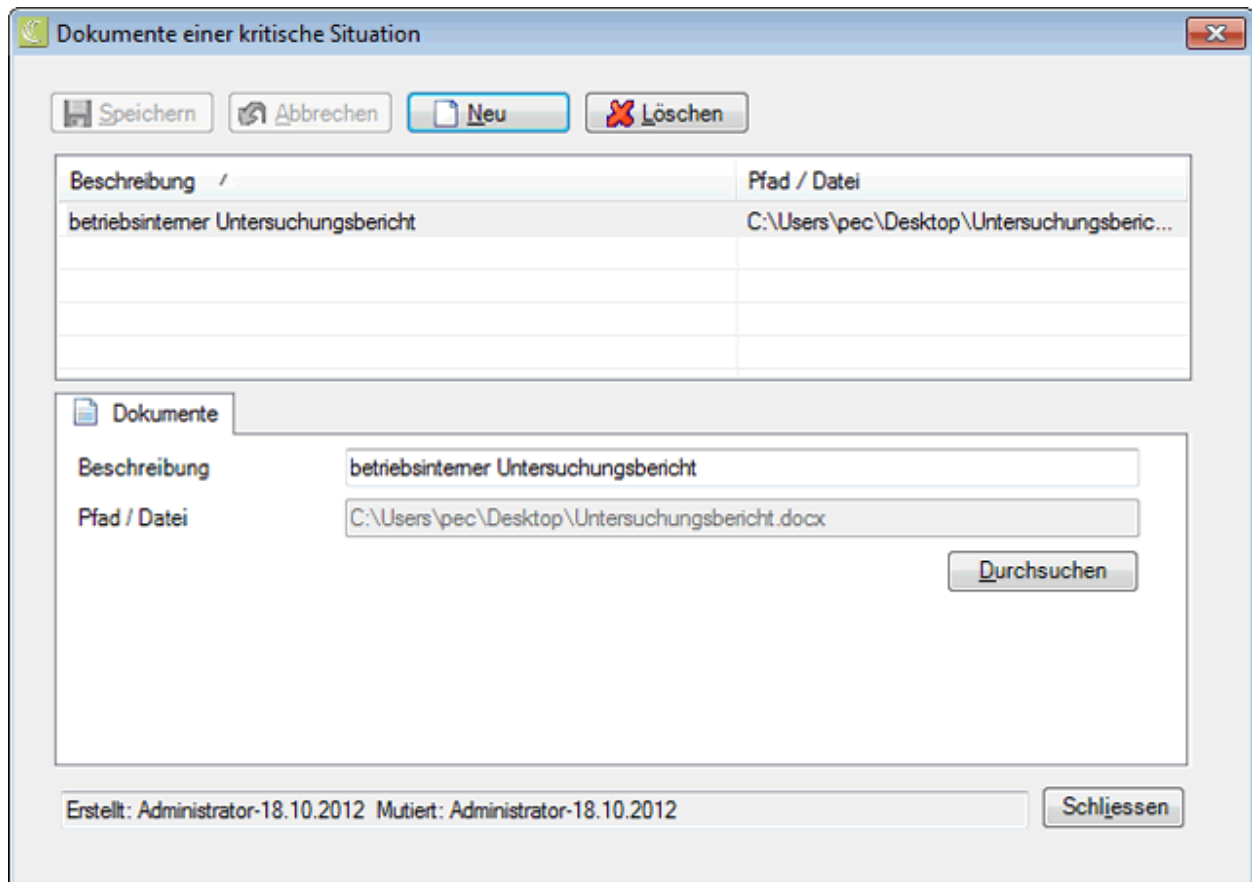 Dokumente einer kritische Situation
Speichern Abbrechen Neu Löschen
Beschreibung Pfad / Datei
betriebsinterner Untersuchungsbericht C:\Users\pec\Desktop\Untersuchungsberic...
Dokumente
Beschreibung betriebsinterner Untersuchungsbericht
Pfad / Datei C:\Users\pec\Desktop\Untersuchungsbericht.docx
Durchsuchen
Erstellt: Administrator-18.10.2012 Mutiert: Administrator-18.10.2012 Schliessen